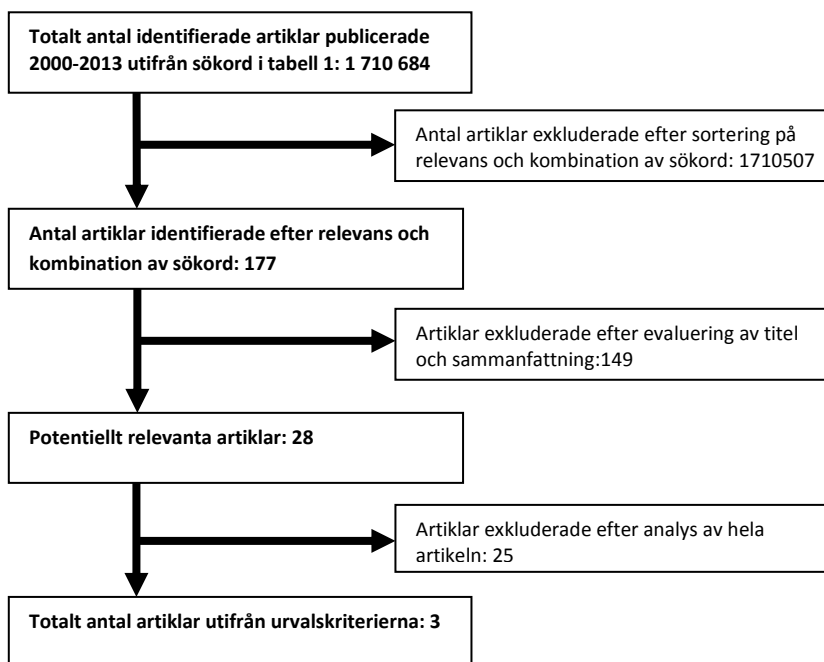 Totalt antal identifierade artiklar publicerade
2000-2013 utifrån sökord i tabell 1: 1 710 684
Antal artiklar exkluderade efter sortering på
relevans och kombination av sökord: 1710507
Antal artiklar identifierade efter relevans och
kombination av sökord: 177
Artiklar exkluderade efter evaluering av titel
och sammanfattning:149
Potentiellt relevanta artiklar: 28
Artiklar exkluderade efter analys av hela
artikeln: 25
Totalt antal artiklar utifrån urvalskriterierna: 3